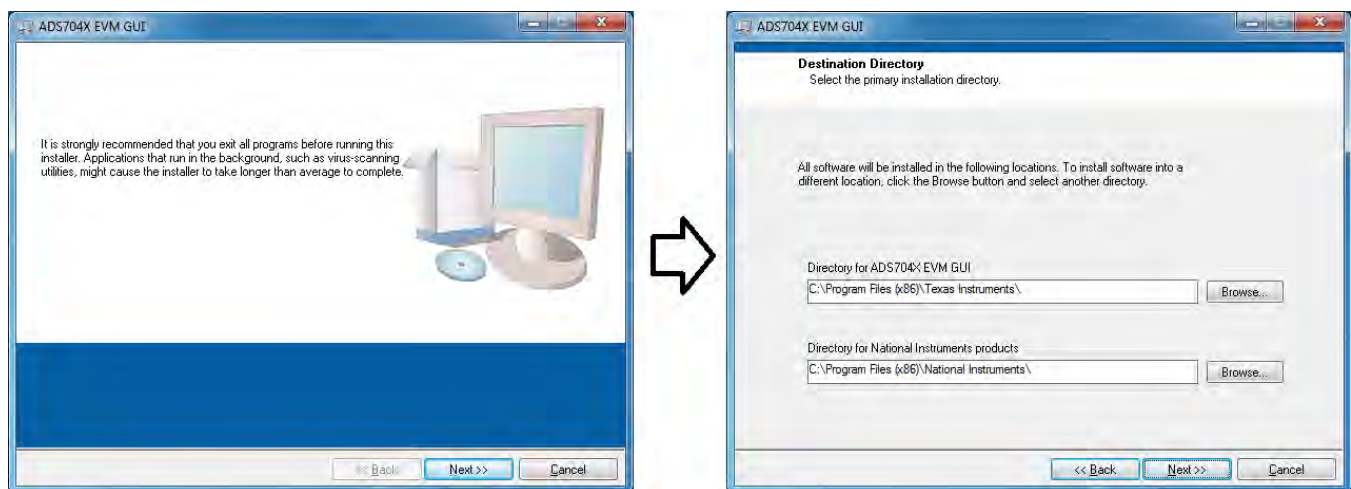 ADS704X EVM GUI
It is strongly recommended that you exit all programs before running this
installer. Applications that run in the background, such as virus-scanning
utilities, might cause the installer to take longer than average to complete.
<< Back
Next >>
Cancel
ADS704X EVM GUI
Destination Directory
Select the primary installation directory.
All software will be installed in the following locations. To install software into a
different location, click the Browse button and select another directory.
Directory for ADS704X EVM GUI
C:\Program Files (x86)\Texas Instruments\
Browse...
Directory for National Instruments products
C:\Program Files (x86)\National Instruments\
Browse...
<< Back
Next >>
Cancel